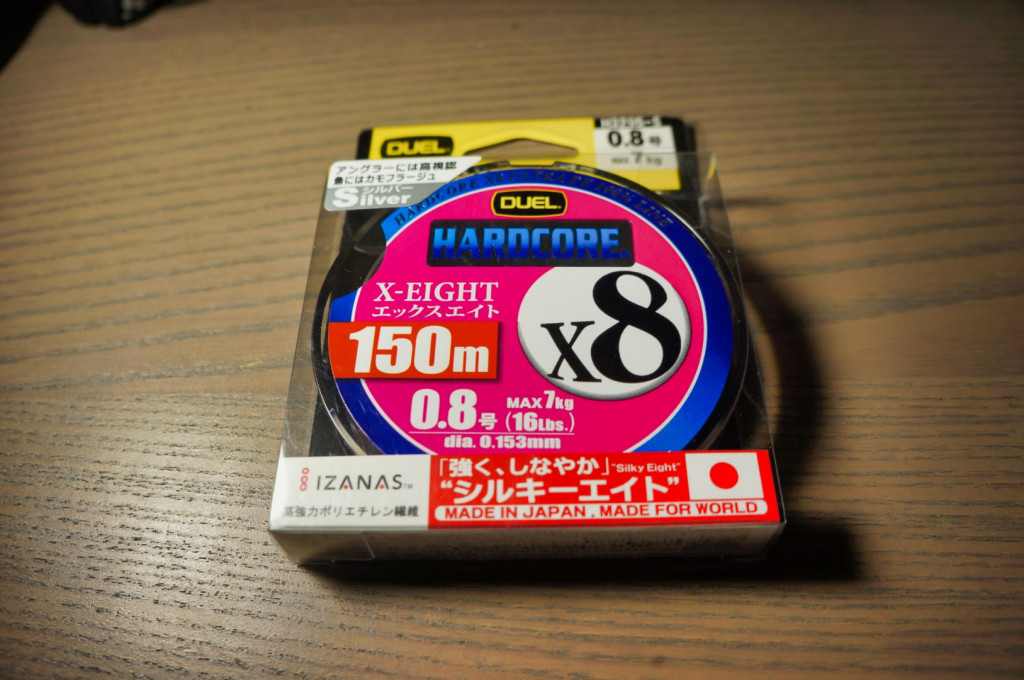 DUEL
0.8号
MAX 7kg
アングラーには高視認
魚にはカモフラージュ
シルバー
Silver
DUEL
HARDCORE
X-EIGHT
エックスエイト
x8
150m
0.8号
MAX 7kg
(16Lbs.)
dia. 0.153mm
IZANAS™
高強力ポリエチレン繊維
「強く、しなやか」"Silky Eight"
"シルキーエイト"
MADE IN JAPAN , MADE FOR WORLD